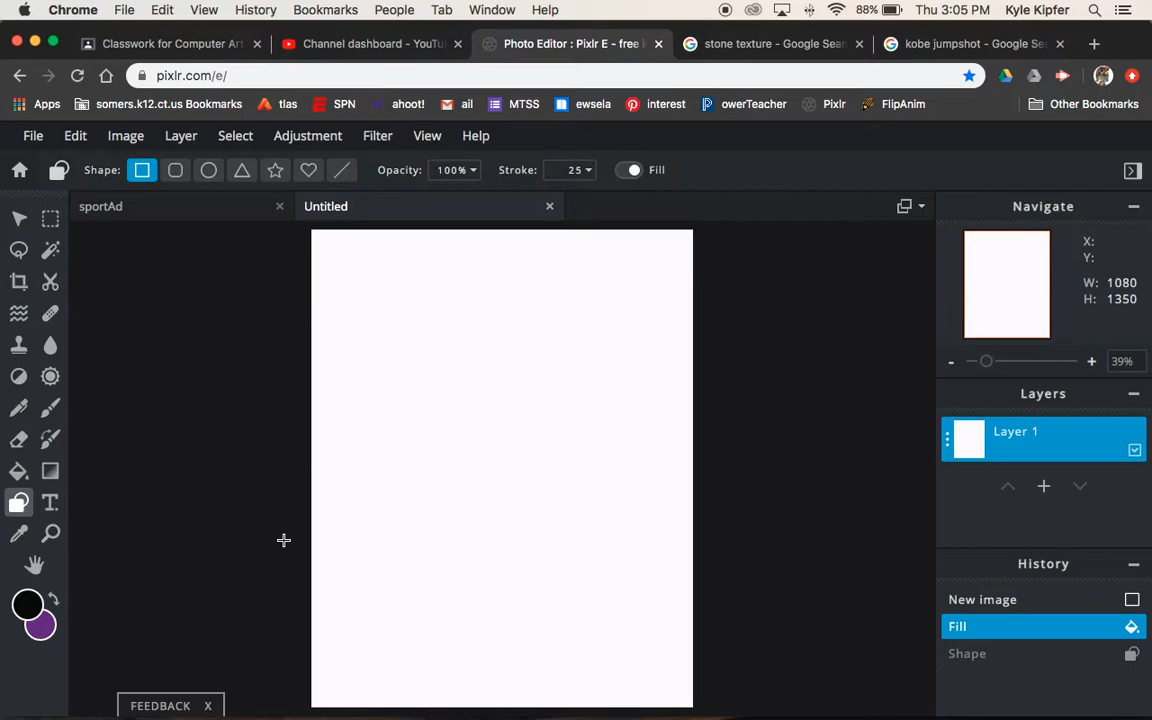 Chrome File Edit View History Bookmarks People Tab Window Help 88% Thu 3:05 PM Kyle Kipfer
Classwork for Computer Art × Channel dashboard - YouTu × Photo Editor : Pixlr E - free i × stone texture - Google Sear × kobe jumpshot - Google Se × +
pixlr.com/e/
Apps somers.k12.ct.us Bookmarks tlas SPN ahoot! ail MTSS ewsela interest owerTeacher Pixlr FlipAnim Other Bookmarks
File Edit Image Layer Select Adjustment Filter View Help
Shape: Opacity: 100% Stroke: 25 Fill
sportAd × Untitled ×
Navigate
X:
Y:
W: 1080
H: 1350
- + 39%
Layers
Layer 1
History
New image
Fill
Shape
FEEDBACK X